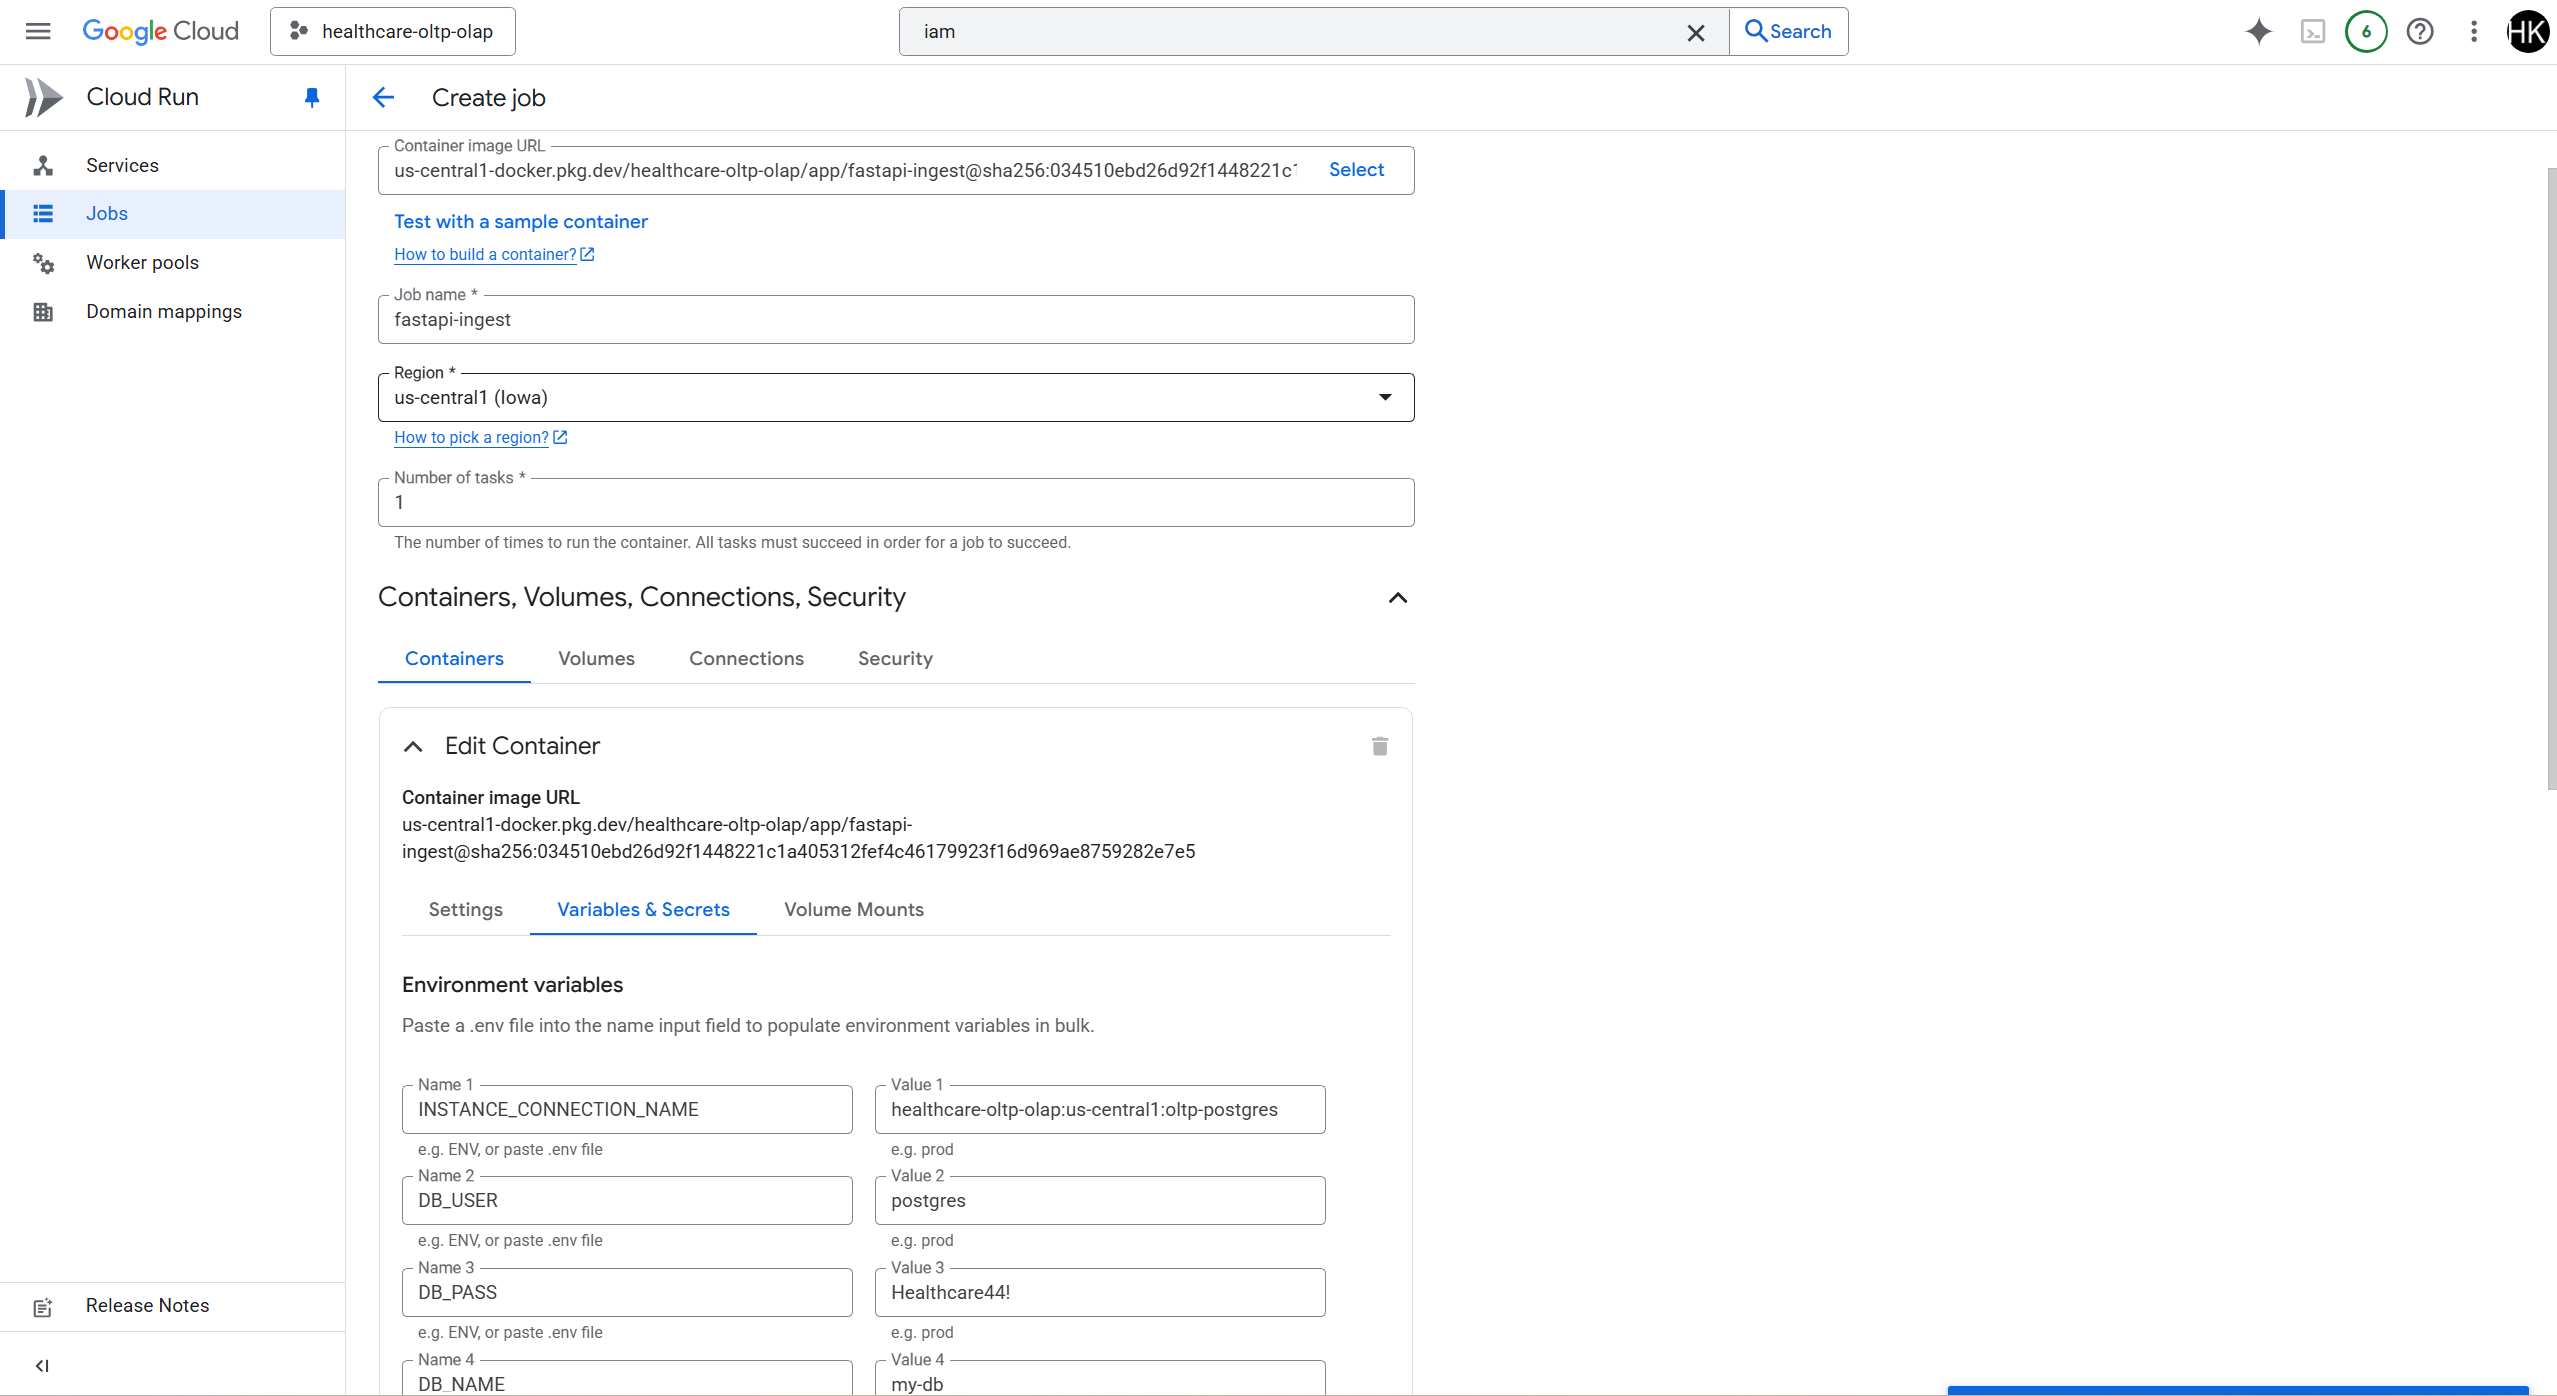 Google Cloud
healthcare-oltp-olap
iam
Search
6
HK
Cloud Run
Create job
Services
Jobs
Worker pools
Domain mappings
Release Notes
Container image URL
us-central1-docker.pkg.dev/healthcare-oltp-olap/app/fastapi-ingest@sha256:034510ebd26d92f1448221c1
Select
Test with a sample container
How to build a container?
Job name *
fastapi-ingest
Region *
us-central1 (Iowa)
How to pick a region?
Number of tasks *
1
The number of times to run the container. All tasks must succeed in order for a job to succeed.
Containers, Volumes, Connections, Security
Containers
Volumes
Connections
Security
Edit Container
Container image URL
us-central1-docker.pkg.dev/healthcare-oltp-olap/app/fastapi-
ingest@sha256:034510ebd26d92f1448221c1a405312fef4c46179923f16d969ae8759282e7e5
Settings
Variables & Secrets
Volume Mounts
Environment variables
Paste a .env file into the name input field to populate environment variables in bulk.
Name 1
INSTANCE_CONNECTION_NAME
e.g. ENV, or paste .env file
Value 1
healthcare-oltp-olap:us-central1:oltp-postgres
e.g. prod
Name 2
DB_USER
e.g. ENV, or paste .env file
Value 2
postgres
e.g. prod
Name 3
DB_PASS
e.g. ENV, or paste .env file
Value 3
Healthcare44!
e.g. prod
Name 4
DB_NAME
Value 4
my-db